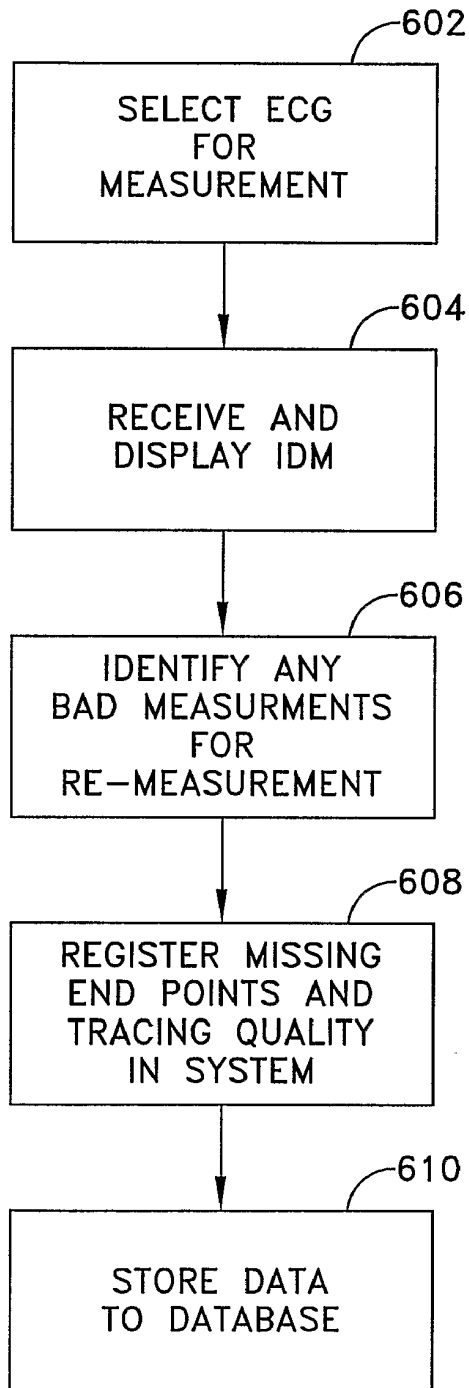 602
SELECT ECG
FOR
MEASUREMENT
604
RECEIVE AND
DISPLAY IDM
606
IDENTIFY ANY
BAD MEASURMENTS
FOR
RE-MEASUREMENT
608
REGISTER MISSING
END POINTS AND
TRACING QUALITY
IN SYSTEM
610
STORE DATA
TO DATABASE